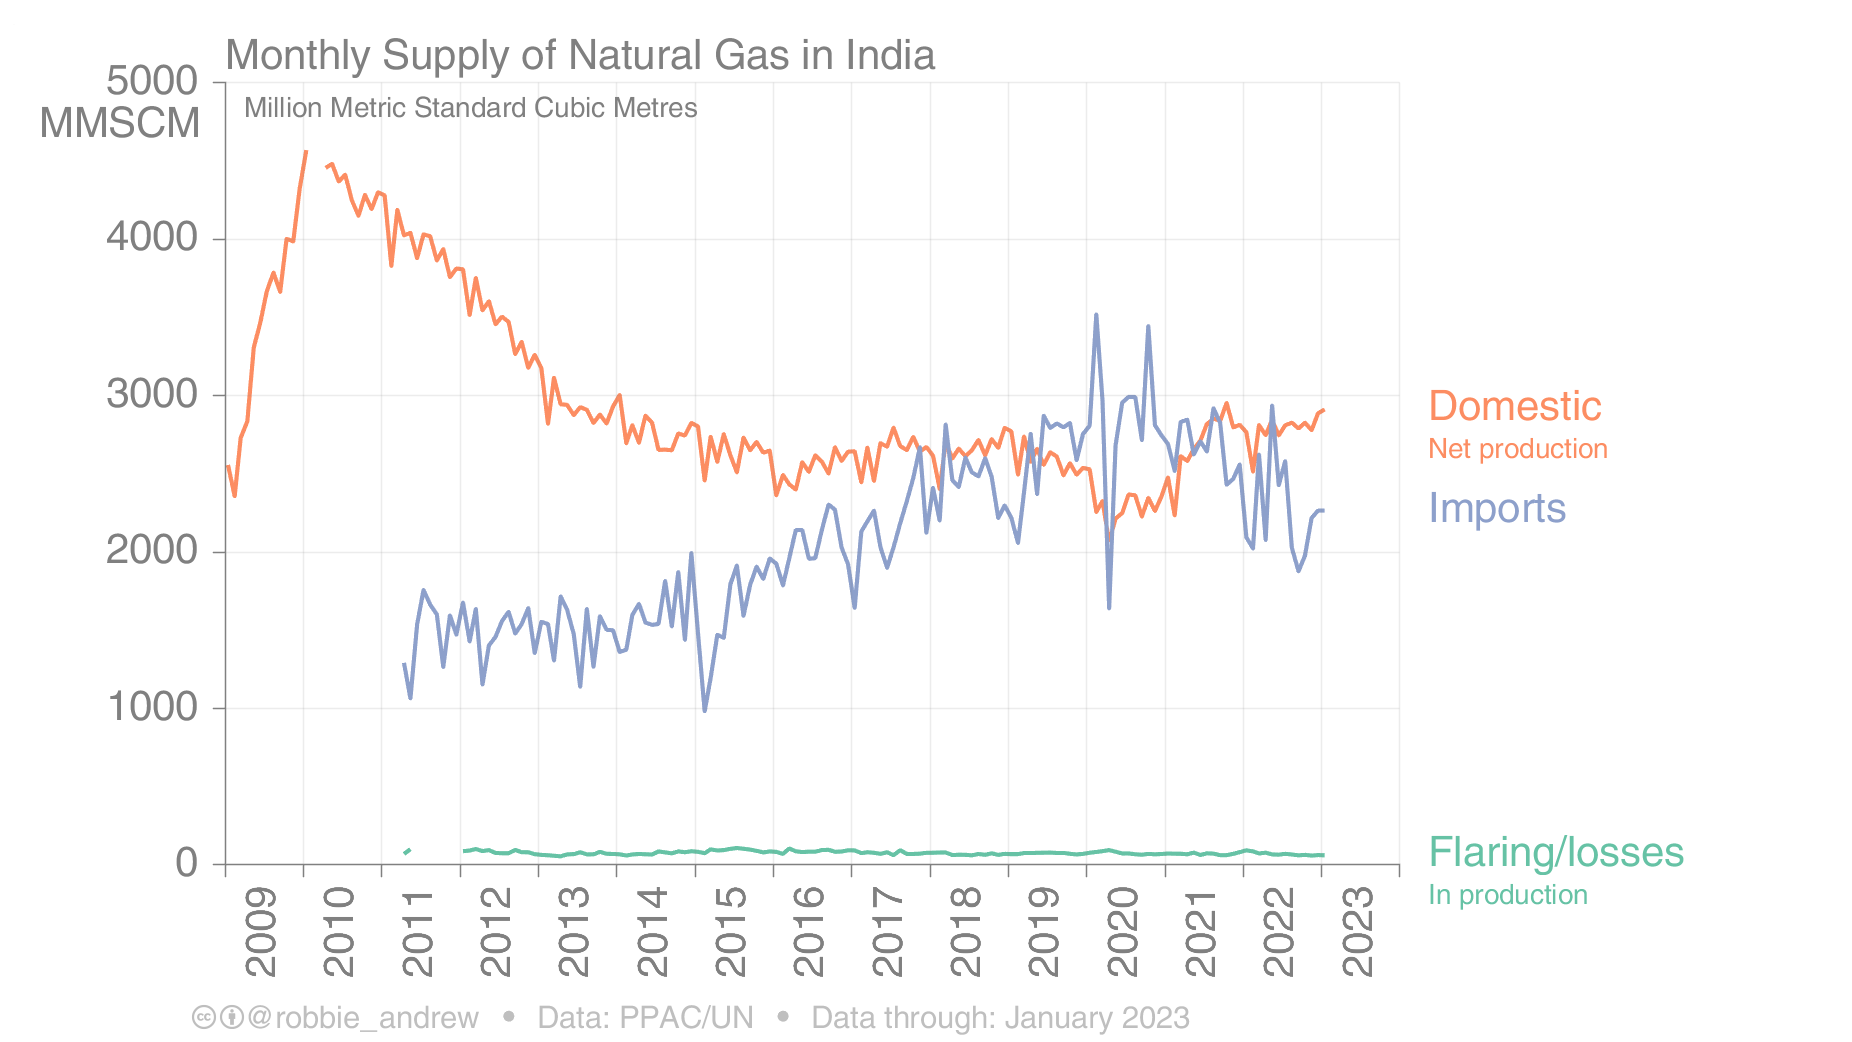 Monthly Supply of Natural Gas in India
5000
MMSCM
Million Metric Standard Cubic Metres
4000
3000
2000
1000
0
Domestic
Net production
Imports
Flaring/losses
In production
2009
2010
2011
2012
2013
2014
2015
2016
2017
2018
2019
2020
2021
2022
2023
cc @robbie_andrew • Data: PPAC/UN • Data through: January 2023